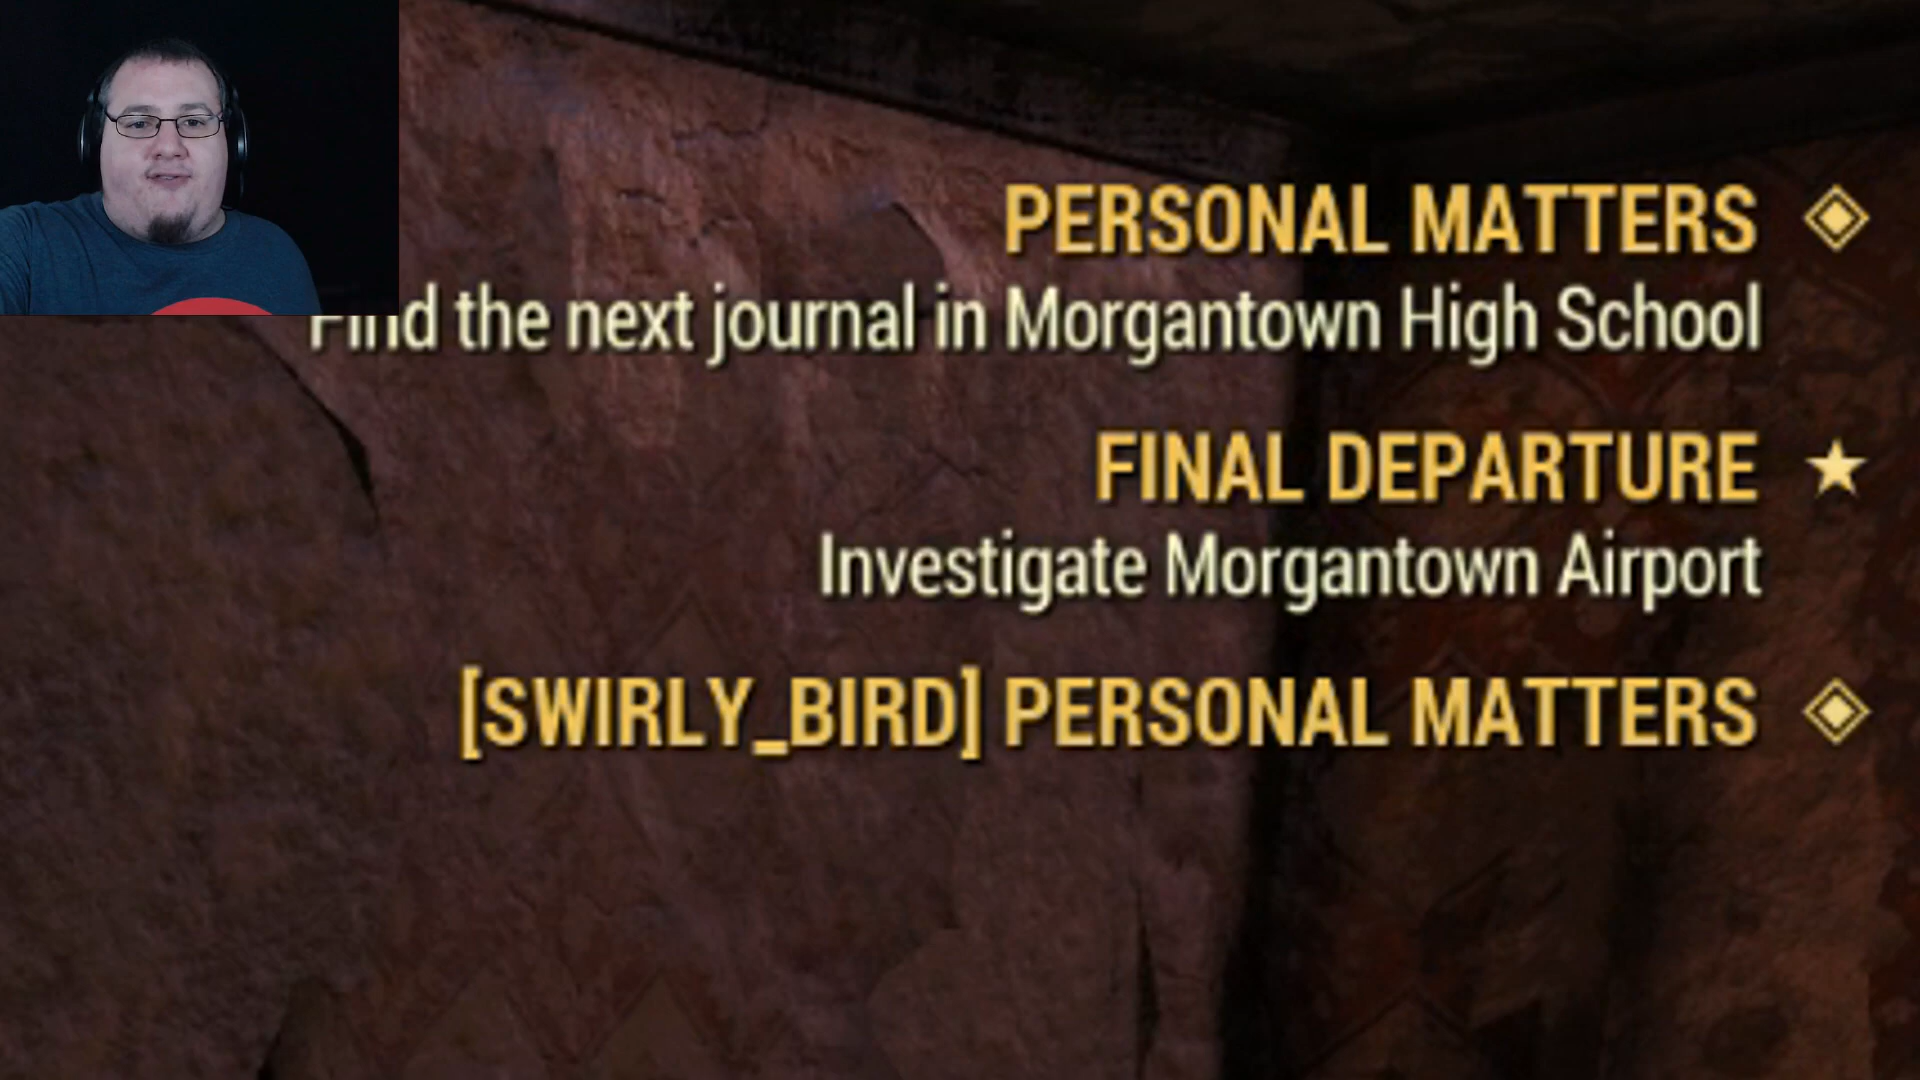 PERSONAL MATTERS
Find the next journal in Morgantown High School
FINAL DEPARTURE
Investigate Morgantown Airport
[SWIRLY_BIRD] PERSONAL MATTERS